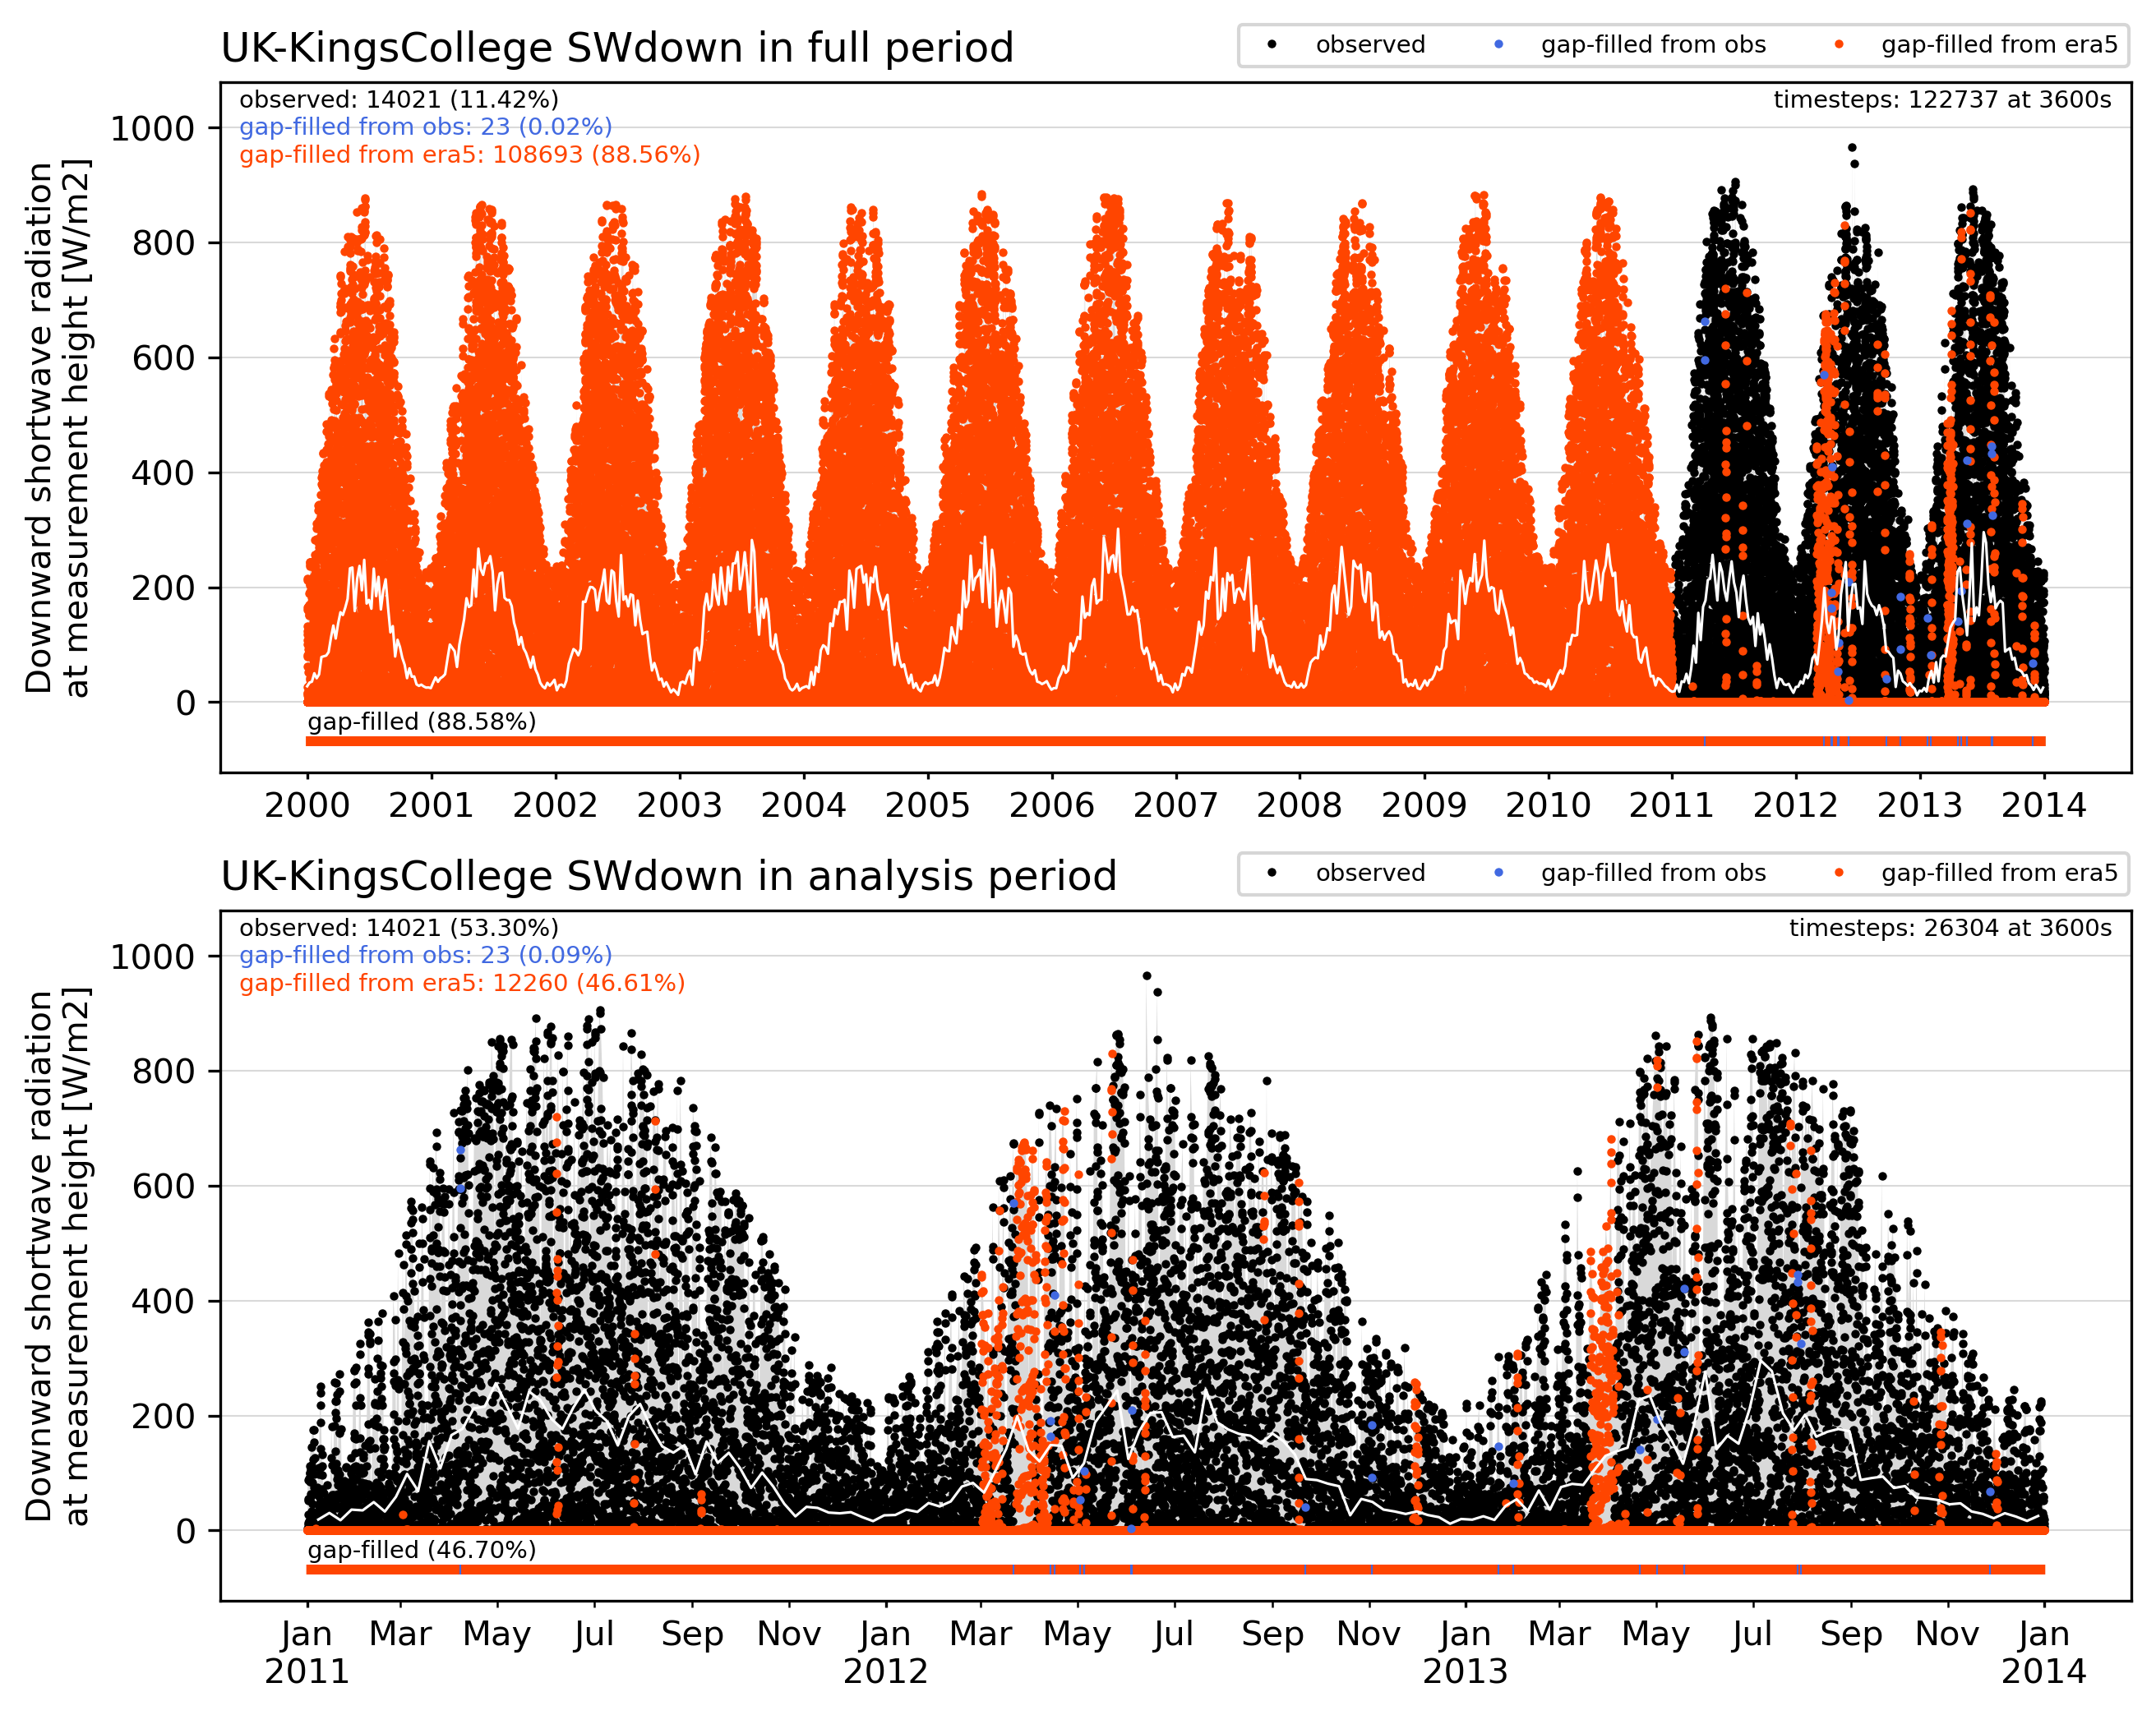 UK-KingsCollege SWdown in full period
observed
gap-filled from obs
gap-filled from era5
observed: 14021 (11.42%)
gap-filled from obs: 23 (0.02%)
gap-filled from era5: 108693 (88.56%)
timesteps: 122737 at 3600s
Downward shortwave radiation
at measurement height [W/m2]
1000
800
600
400
200
0
gap-filled (88.58%)
2000 2001 2002 2003 2004 2005 2006 2007 2008 2009 2010 2011 2012 2013 2014
UK-KingsCollege SWdown in analysis period
observed
gap-filled from obs
gap-filled from era5
observed: 14021 (53.30%)
gap-filled from obs: 23 (0.09%)
gap-filled from era5: 12260 (46.61%)
timesteps: 26304 at 3600s
Downward shortwave radiation
at measurement height [W/m2]
1000
800
600
400
200
0
gap-filled (46.70%)
Jan Mar May Jul Sep Nov Jan Mar May Jul Sep Nov Jan Mar May Jul Sep Nov Jan
2011 2012 2013 2014